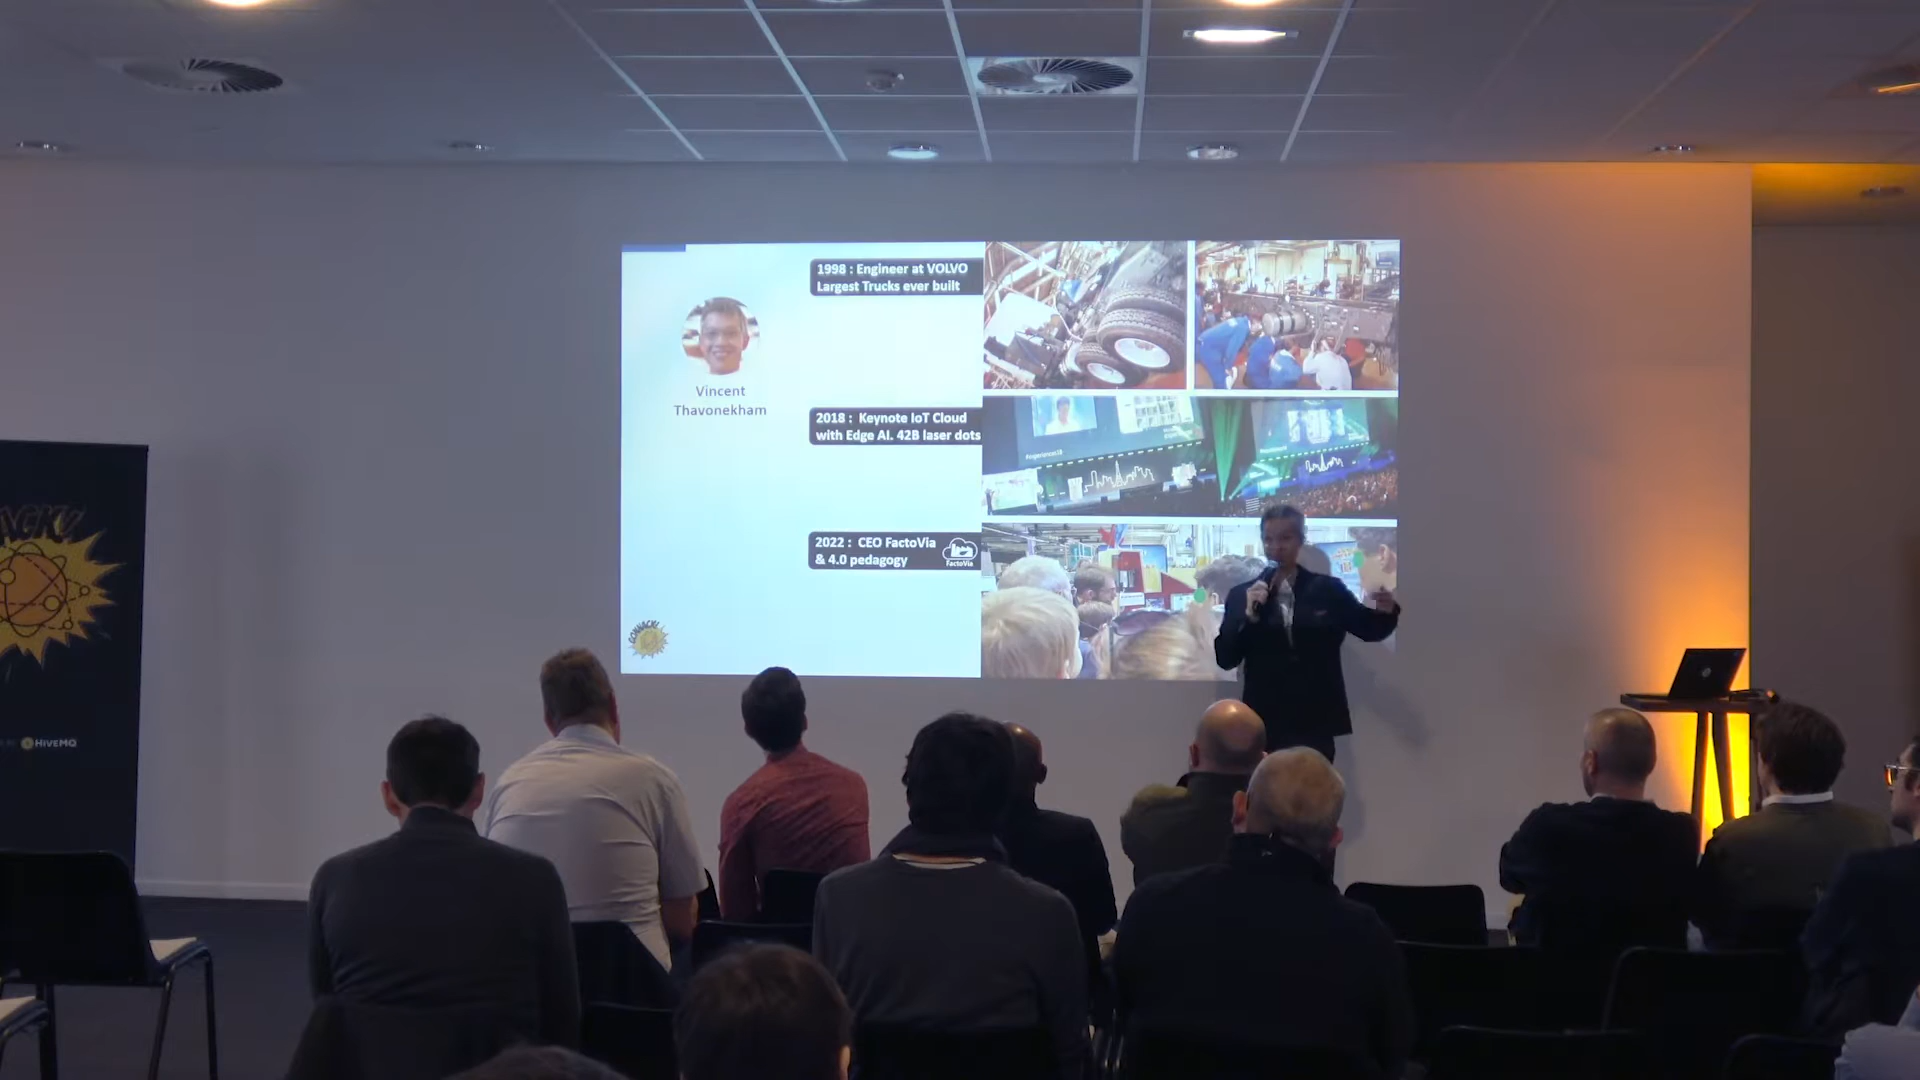 1998 : Engineer at VOLVO
Largest Trucks ever built
Vincent
Thavonekham
2018 : Keynote IoT Cloud
with Edge AI. 42B laser dots
2022 : CEO FactoVia
& 4.0 pedagogy
FactoVia
HIVEMQ